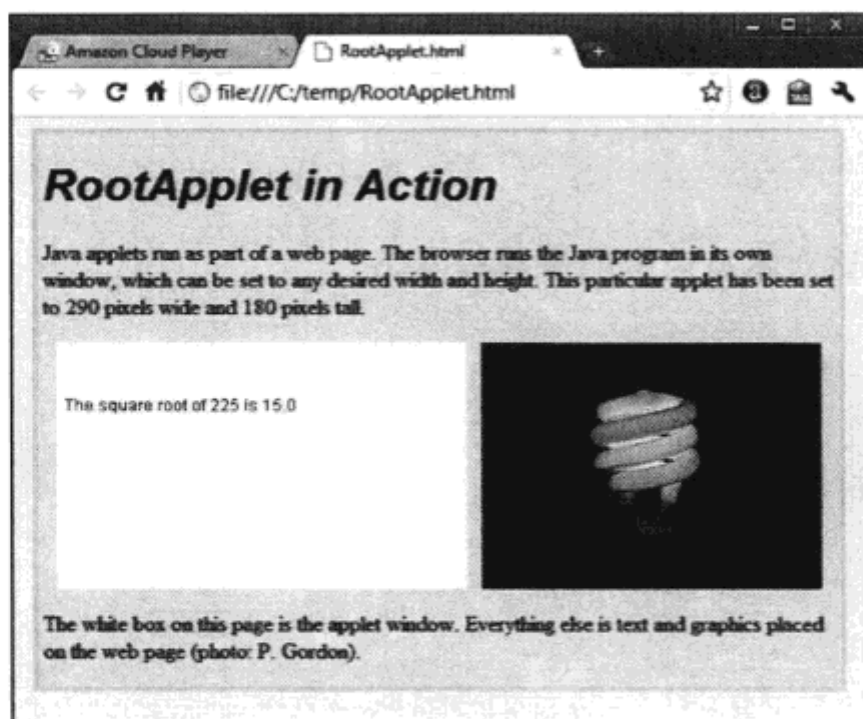 Amazon Cloud Player
RootApplet.html
file:///C:/temp/RootApplet.html
RootApplet in Action
Java applets run as part of a web page. The browser runs the Java program in its own
window, which can be set to any desired width and height. This particular applet has been set
to 290 pixels wide and 180 pixels tall.
The square root of 225 is 15.0
The white box on this page is the applet window. Everything else is text and graphics placed
on the web page (photo: P. Gordon).